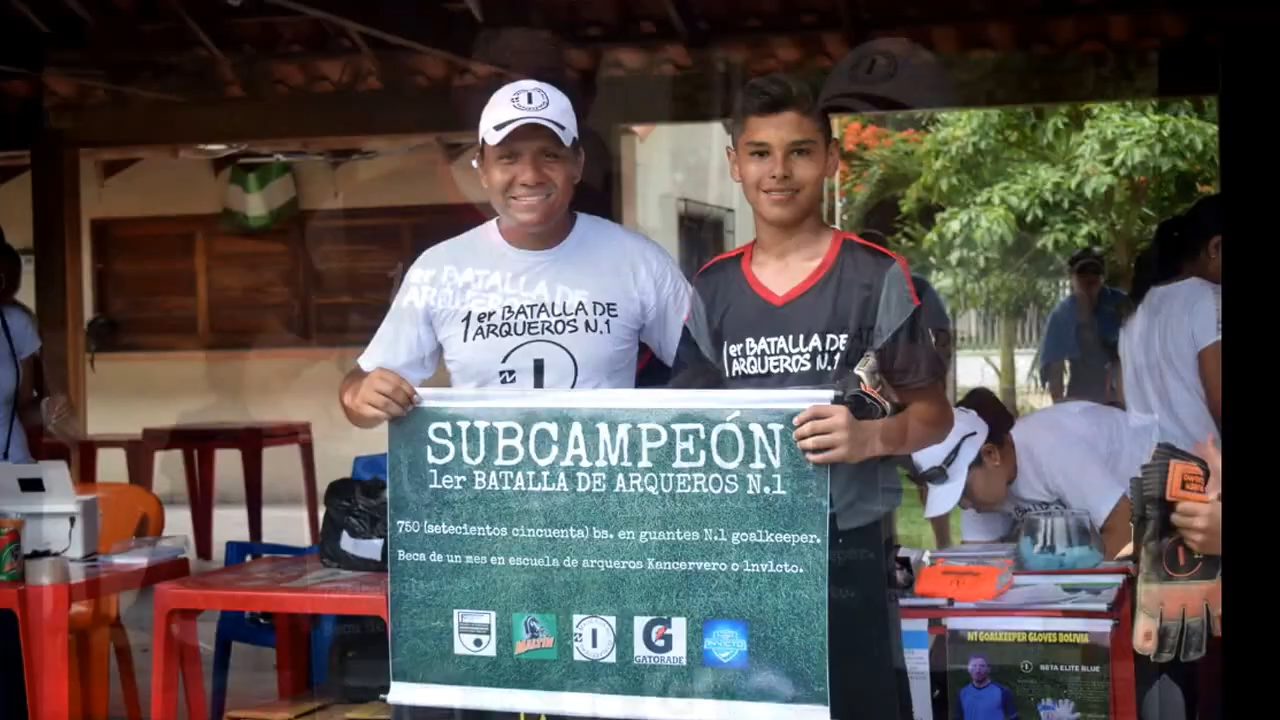 1er BATALLA DE
ARQUEROS N.1
1er BATALLA DE
ARQUEROS N.1
SUBCAMPEÓN
1er BATALLA DE ARQUEROS N.1
750 (setecientos cincuenta) bs. en guantes N.1 goalkeeper.
Beca de un mes en escuela de arqueros Kancervero o 1nv1cto.
G
GATORADE
N1 GOALKEEPER GLOVES BOLIVIA
BETA ELITE BLUE